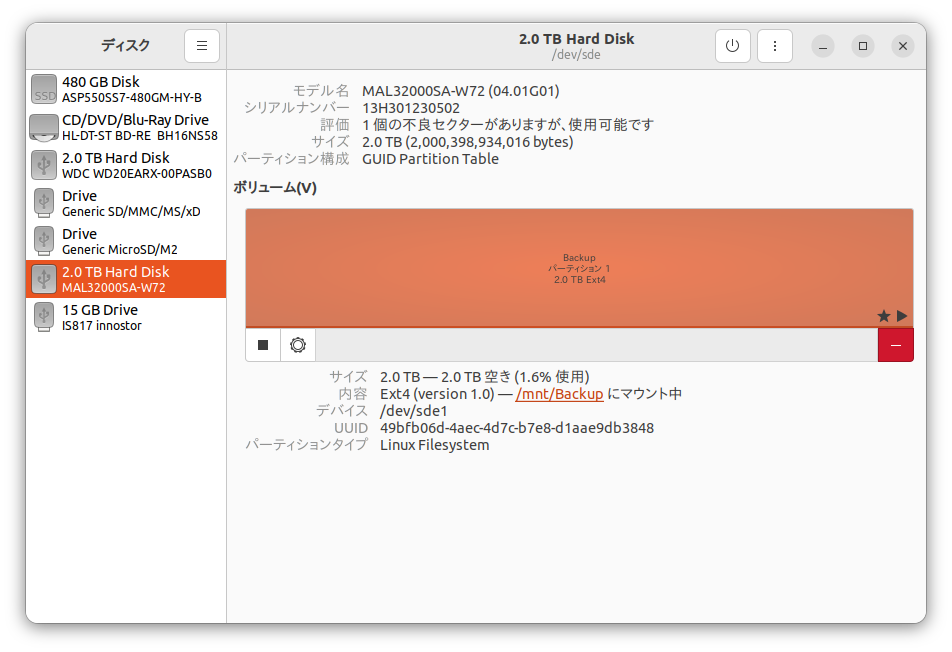 ディスク
2.0 TB Hard Disk
/dev/sde
480 GB Disk
ASP550SS7-480GM-HY-B
SSD
CD/DVD/Blu-Ray Drive
HL-DT-ST BD-RE BH16NS58
2.0 TB Hard Disk
WDC WD20EARX-00PASB0
Drive
Generic SD/MMC/MS/xD
Drive
Generic MicroSD/M2
2.0 TB Hard Disk
MAL32000SA-W72
15 GB Drive
IS817 innostor
モデル名 MAL32000SA-W72 (04.01G01)
シリアルナンバー 13H301230502
評価 1 個の不良セクターがありますが、使用可能です
サイズ 2.0 TB (2,000,398,934,016 bytes)
パーティション構成 GUID Partition Table
ボリューム(V)
Backup
パーティション 1
2.0 TB Ext4
サイズ 2.0 TB — 2.0 TB 空き (1.6% 使用)
内容 Ext4 (version 1.0) — /mnt/Backup にマウント中
デバイス /dev/sde1
UUID 49bfb06d-4aec-4d7c-b7e8-d1aae9db3848
パーティションタイプ Linux Filesystem